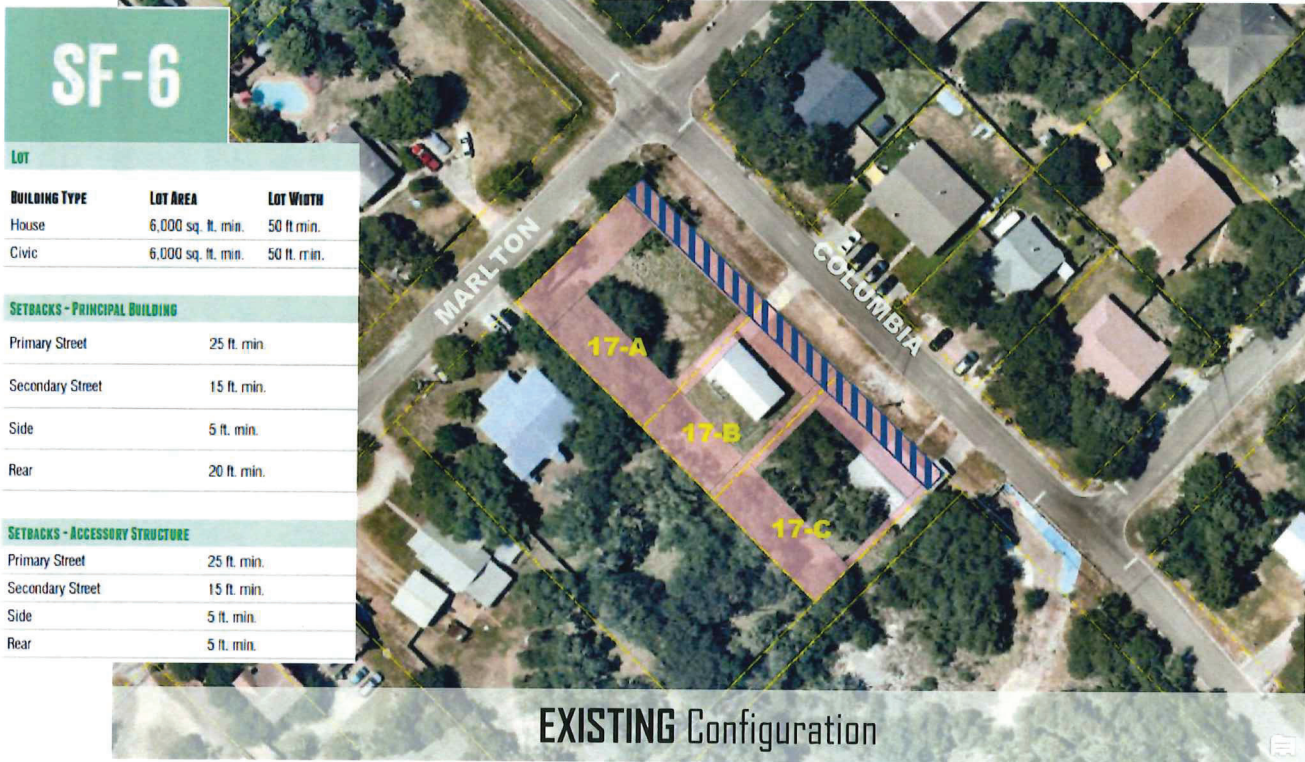 SF-6
LOT
BUILDING TYPE LOT AREA LOT WIDTH
House 6,000 sq. ft. min. 50 ft min.
Civic 6,000 sq. ft. min. 50 ft. min.
SETBACKS - PRINCIPAL BUILDING
Primary Street 25 ft. min.
Secondary Street 15 ft. min.
Side 5 ft. min.
Rear 20 ft. min.
SETBACKS - ACCESSORY STRUCTURE
Primary Street 25 ft. min.
Secondary Street 15 ft. min.
Side 5 ft. min.
Rear 5 ft. min.
MARLTON
COLUMBIA
17-A
17-B
17-C
EXISTING Configuration